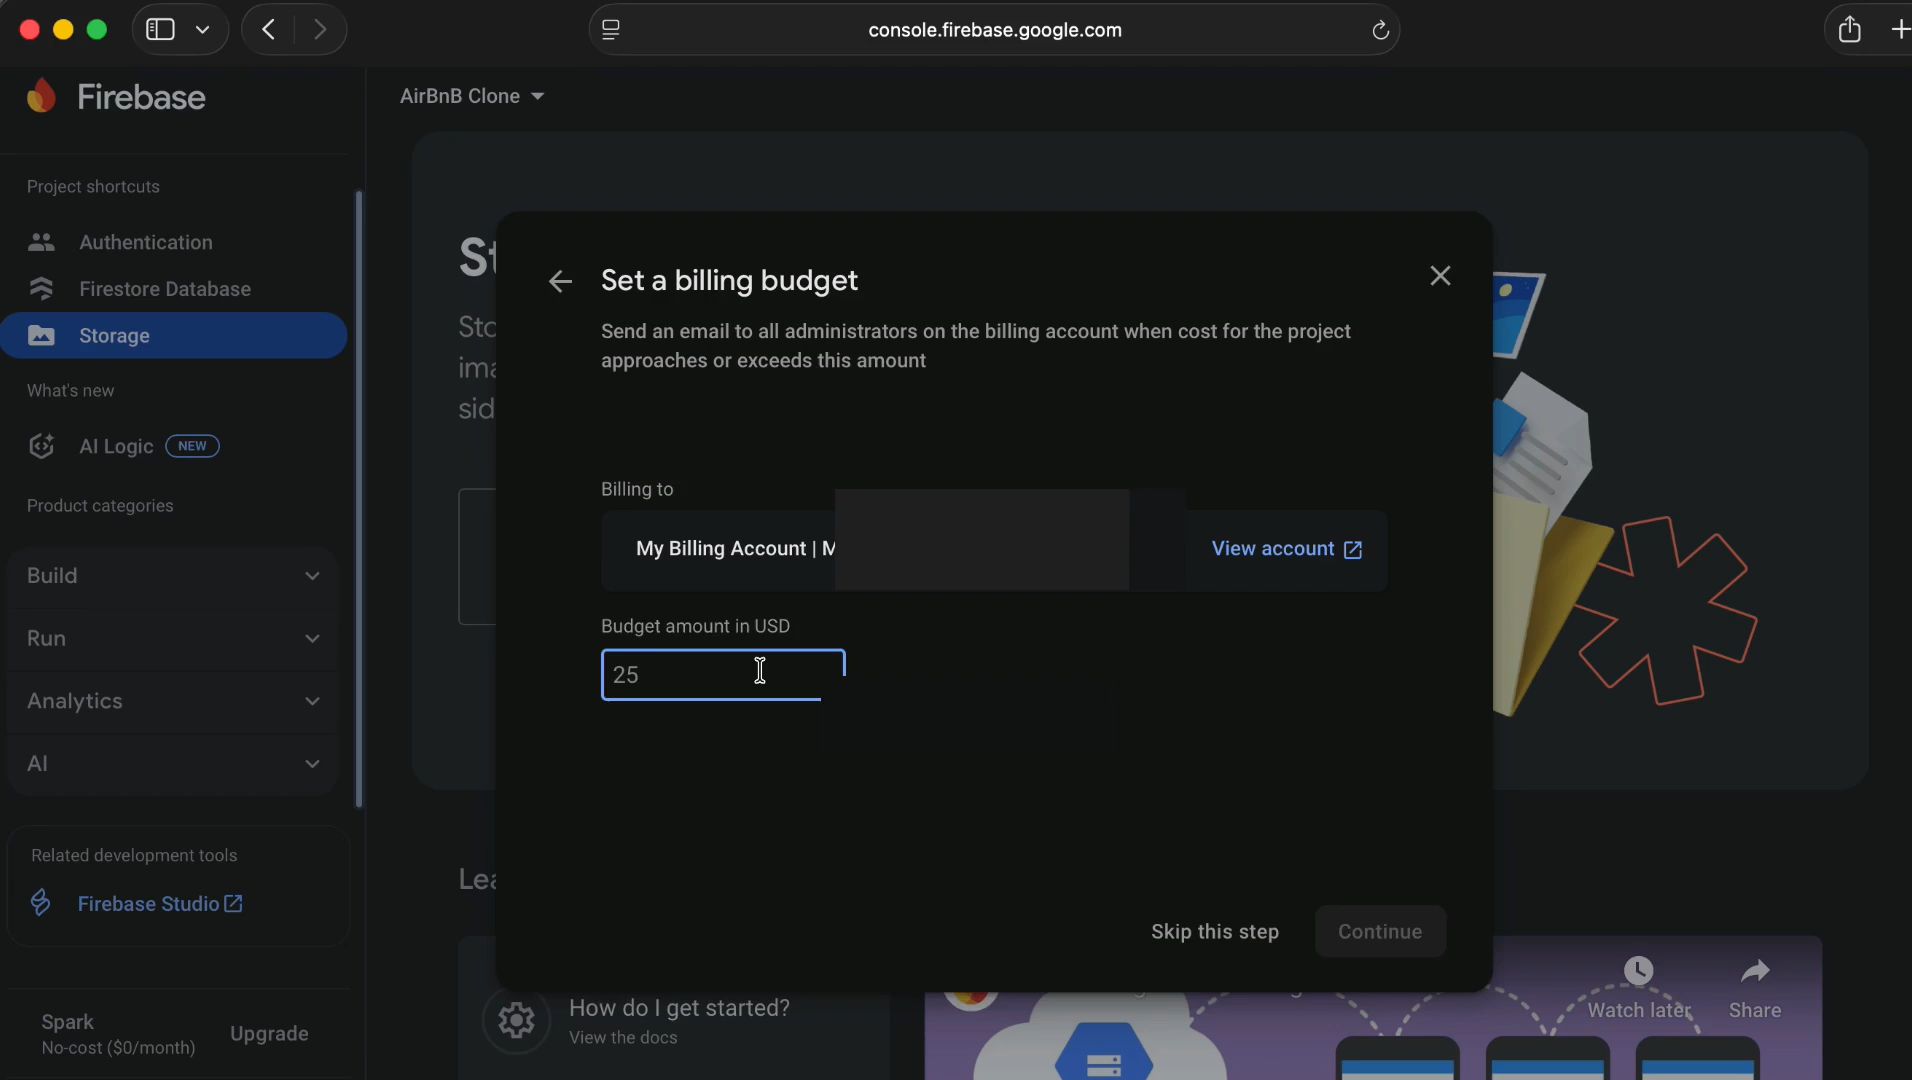 console.firebase.google.com
Firebase
AirBnB Clone
Project shortcuts
Authentication
Firestore Database
Storage
What's new
AI Logic NEW
Product categories
Build
Run
Analytics
AI
Related development tools
Firebase Studio
Spark
No-cost ($0/month)
Upgrade
Set a billing budget
Send an email to all administrators on the billing account when cost for the project
approaches or exceeds this amount
Billing to
My Billing Account | M
View account
Budget amount in USD
25
Skip this step
Continue
How do I get started?
View the docs
Watch later
Share